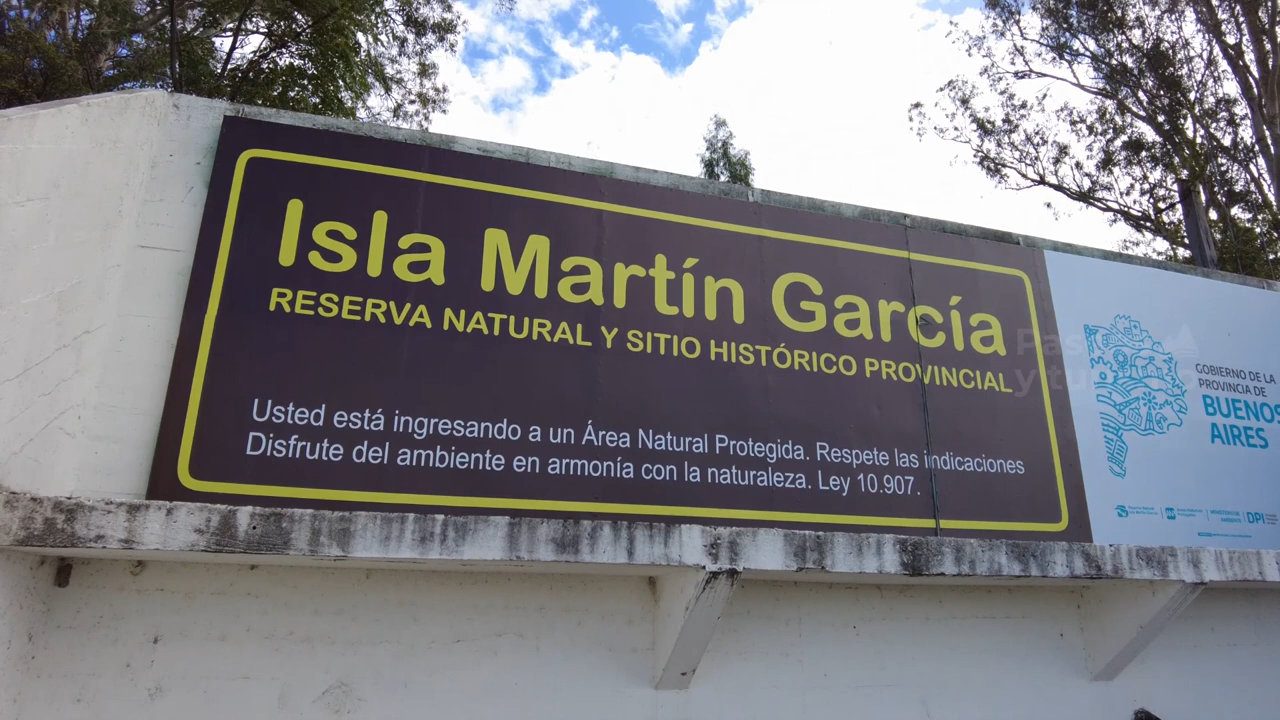 Isla Martín García
RESERVA NATURAL Y SITIO HISTÓRICO PROVINCIAL
Usted está ingresando a un Área Natural Protegida. Respete las indicaciones
Disfrute del ambiente en armonía con la naturaleza. Ley 10.907.
GOBIERNO DE LA
PROVINCIA DE
BUENOS
AIRES
DPI